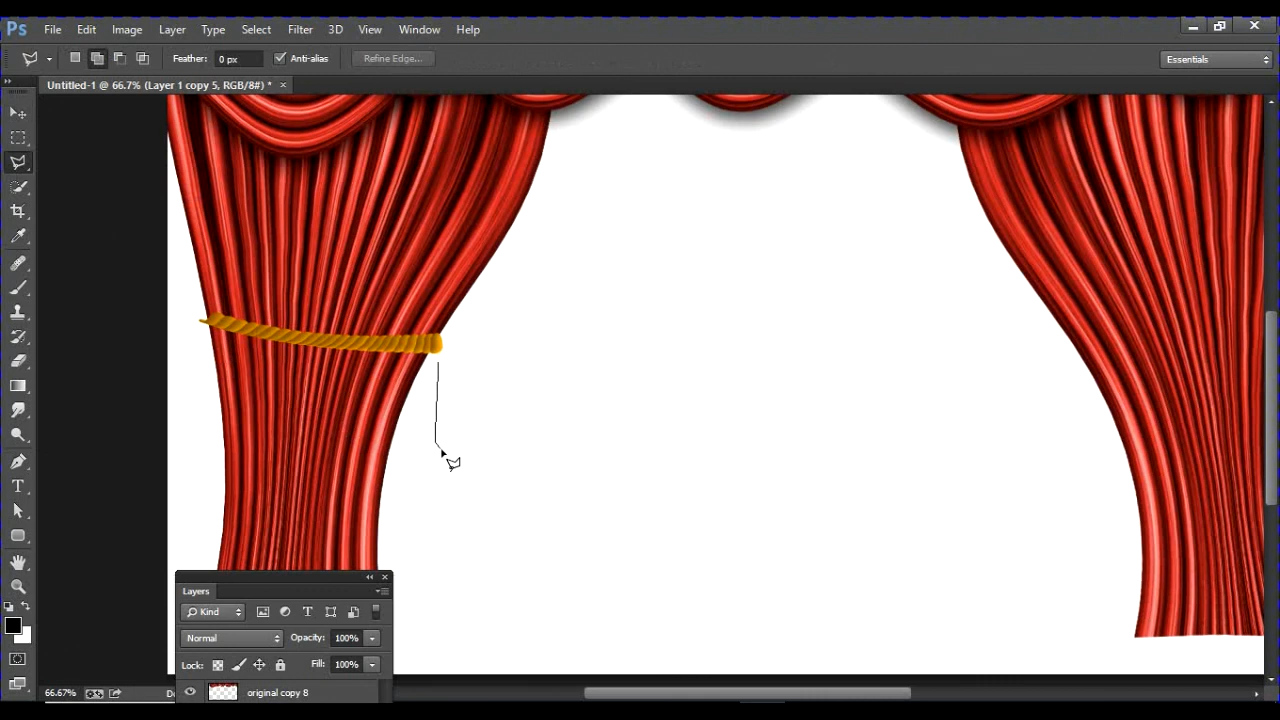 Ps File Edit Image Layer Type Select Filter 3D View Window Help
Feather: 0 px Anti-alias Refine Edge... Essentials
Untitled-1 @ 66.7% (Layer 1 copy 5, RGB/8#) *
Layers
Kind
Normal Opacity: 100%
Lock: Fill: 100%
66.67%
original copy 8